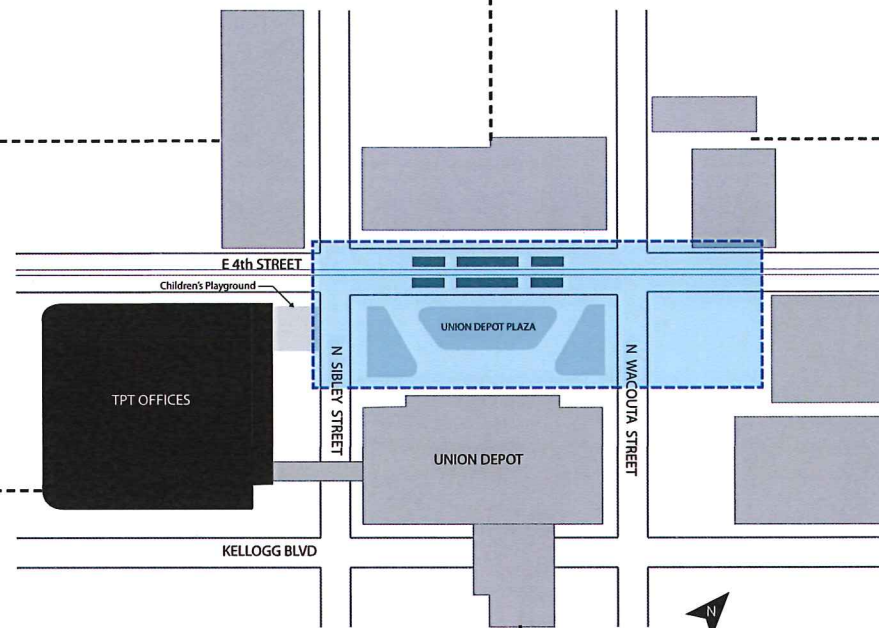 E 4th STREET
Children's Playground
UNION DEPOT PLAZA
N SIBLEY STREET
N WACOUTA STREET
TPT OFFICES
UNION DEPOT
KELLOGG BLVD
N